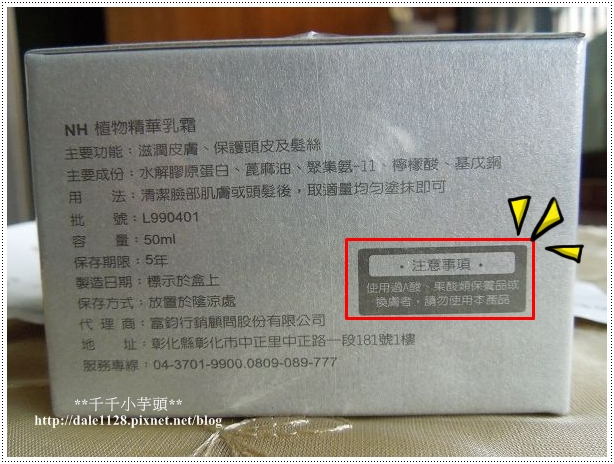 NH 植物精華乳霜
主要功能：滋潤皮膚、保護頭皮及髮絲
主要成份：水解膠原蛋白、蓖麻油、聚集氨-11、檸檬酸、基戊銅
用　　法：清潔臉部肌膚或頭髮後，取適量均勻塗抹即可
批　　號：L990401
容　　量：50ml
保存期限：5年
製造日期：標示於盒上
保存方式：放置於陰涼處
代 理 商：富鈞行銷顧問股份有限公司
地　　址：彰化縣彰化市中正里中正路一段181號1樓
服務專線：04-3701-9900.0809-089-777
・注意事項・
使用過A酸、果酸類保養品或
換膚者，請勿使用本產品
**千千小芋頭**
http://dale1128.pixnet.net/blog